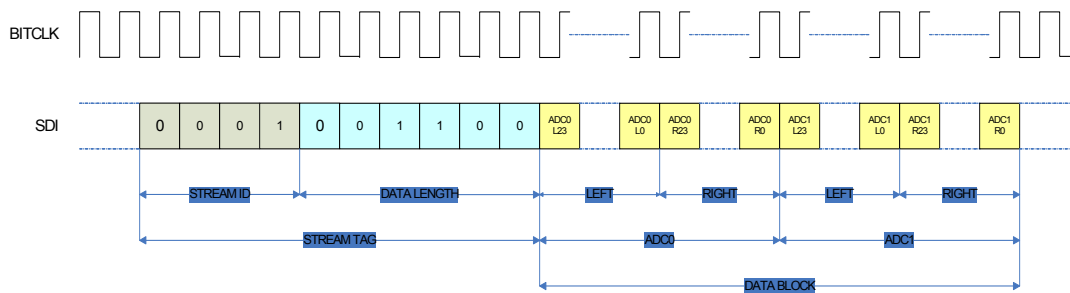 BITCLK
SDI
0 0 0 1 0 0 1 1 0 0
ADC0
L23
ADC0
L0
ADC0
R23
ADC0
R0
ADC1
L23
ADC1
L0
ADC1
R23
ADC1
R0
STREAM ID
DATA LENGTH
LEFT
RIGHT
LEFT
RIGHT
STREAM TAG
ADC0
ADC1
DATA BLOCK